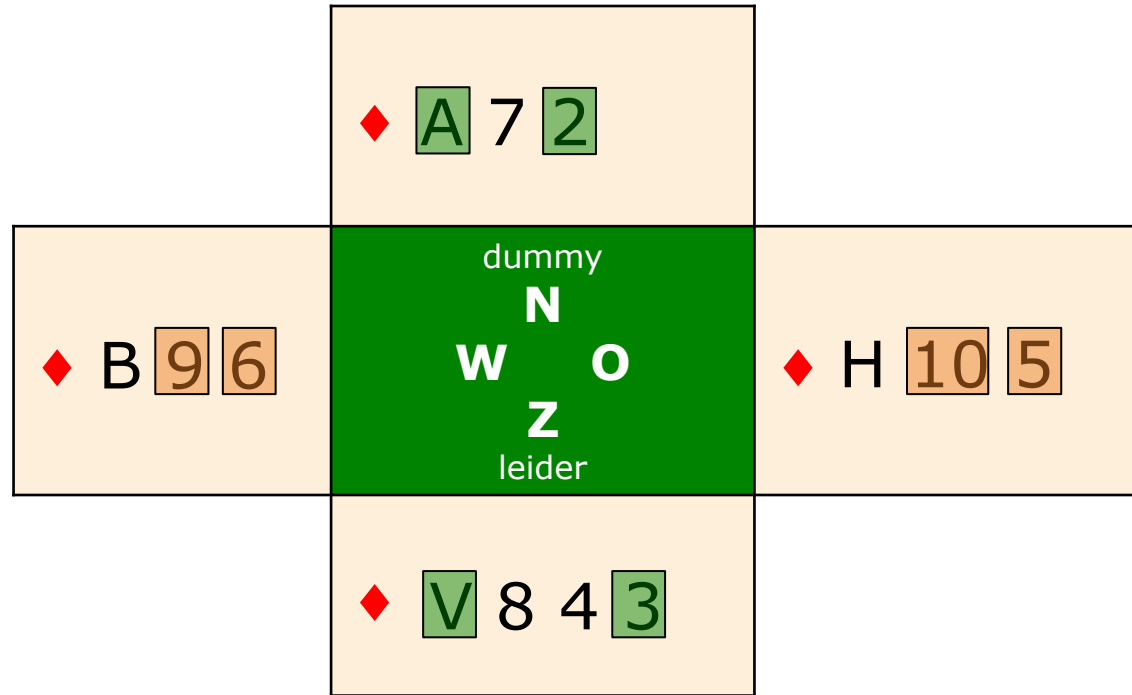 ♦ A 7 2
dummy
N
♦ B 9 6
W O
♦ H 10 5
Z
leider
♦ V 8 4 3